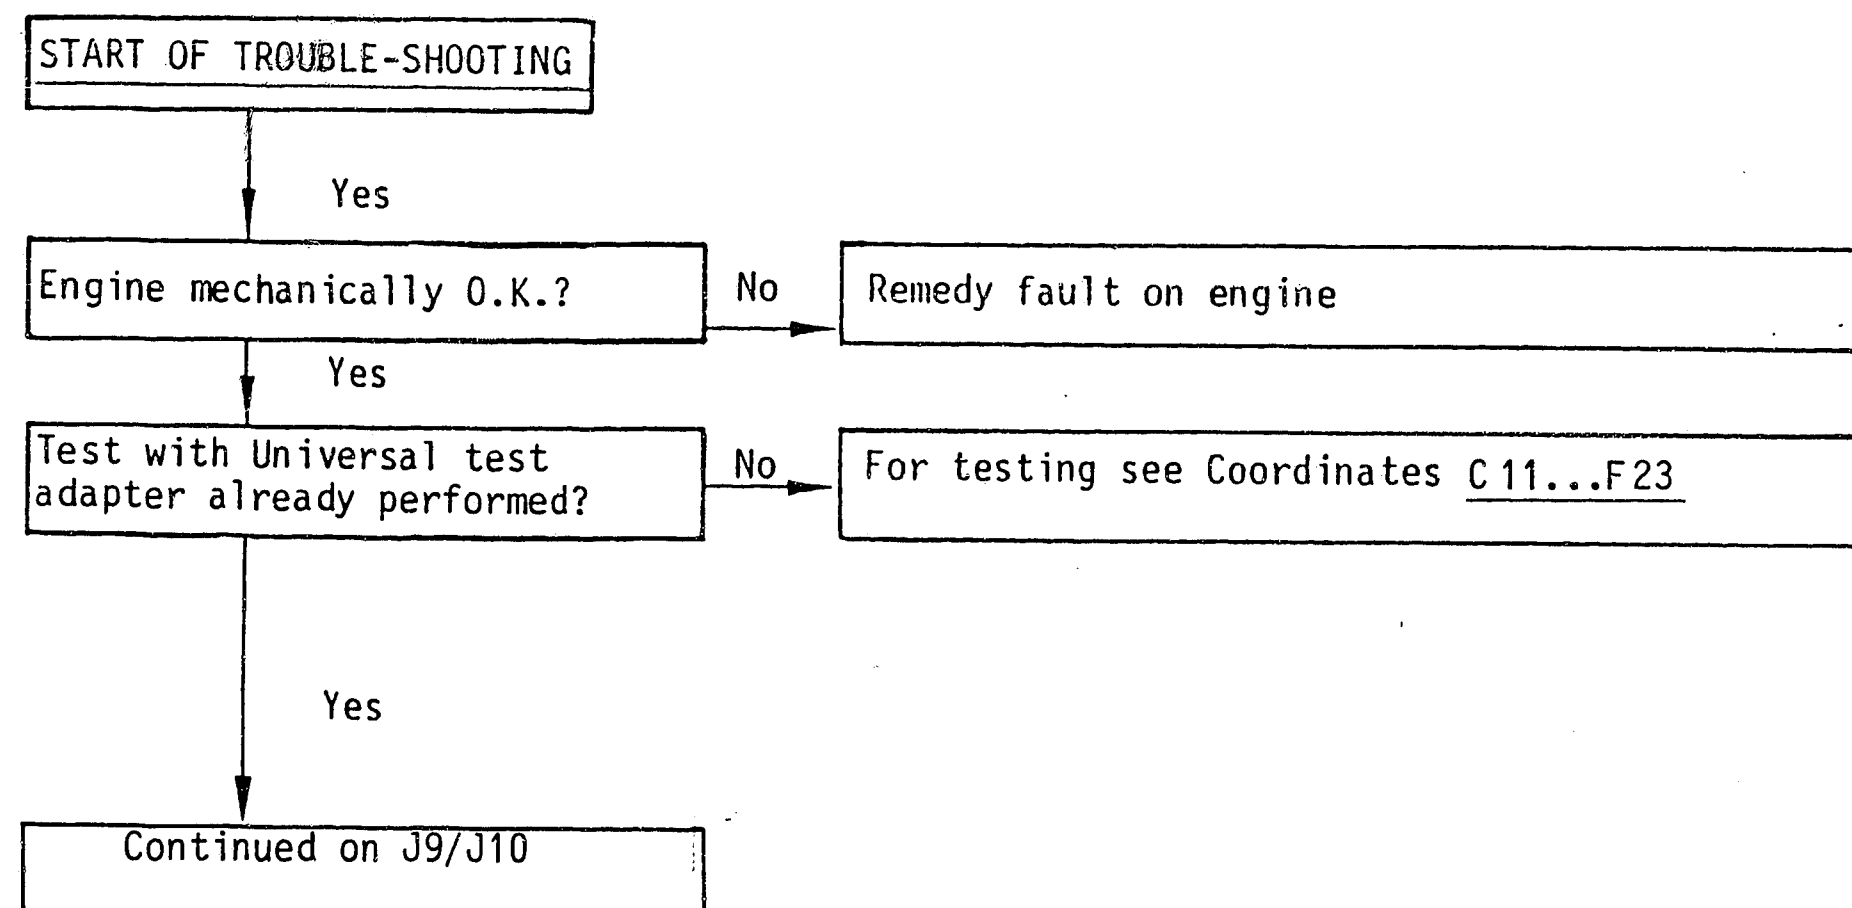 START OF TROUBLE-SHOOTING
Yes
Engine mechanically O.K.?
No
Remedy fault on engine
Yes
Test with Universal test
adapter already performed?
No
For testing see Coordinates C11...F23
Yes
Continued on J9/J10